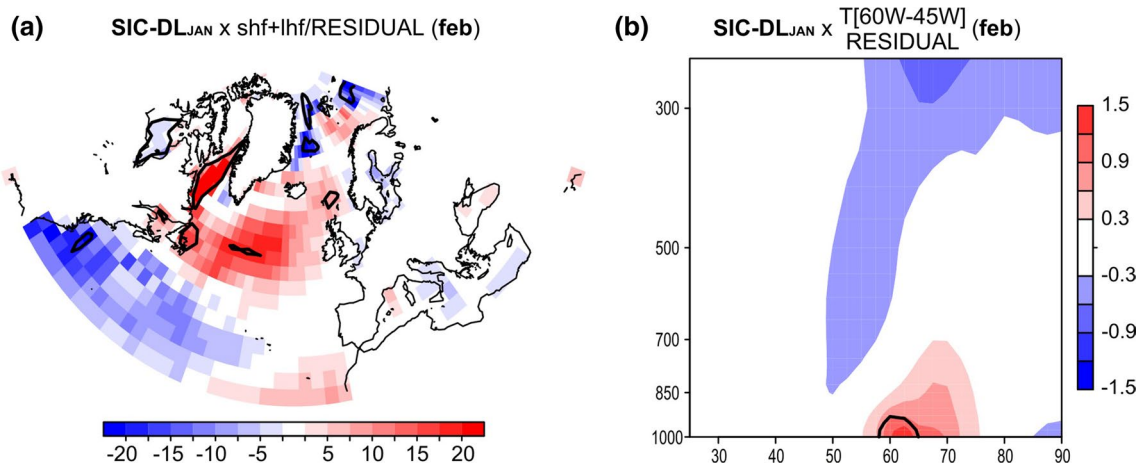 (a) SIC-DLJAN x shf+lhf/RESIDUAL (feb)
-20 -15 -10 -5 5 10 15 20
(b) SIC-DLJAN x T[60W-45W] (feb)
RESIDUAL
300
500
700
850
1000
30 40 50 60 70 80 90
1.5
0.9
0.3
-0.3
-0.9
-1.5